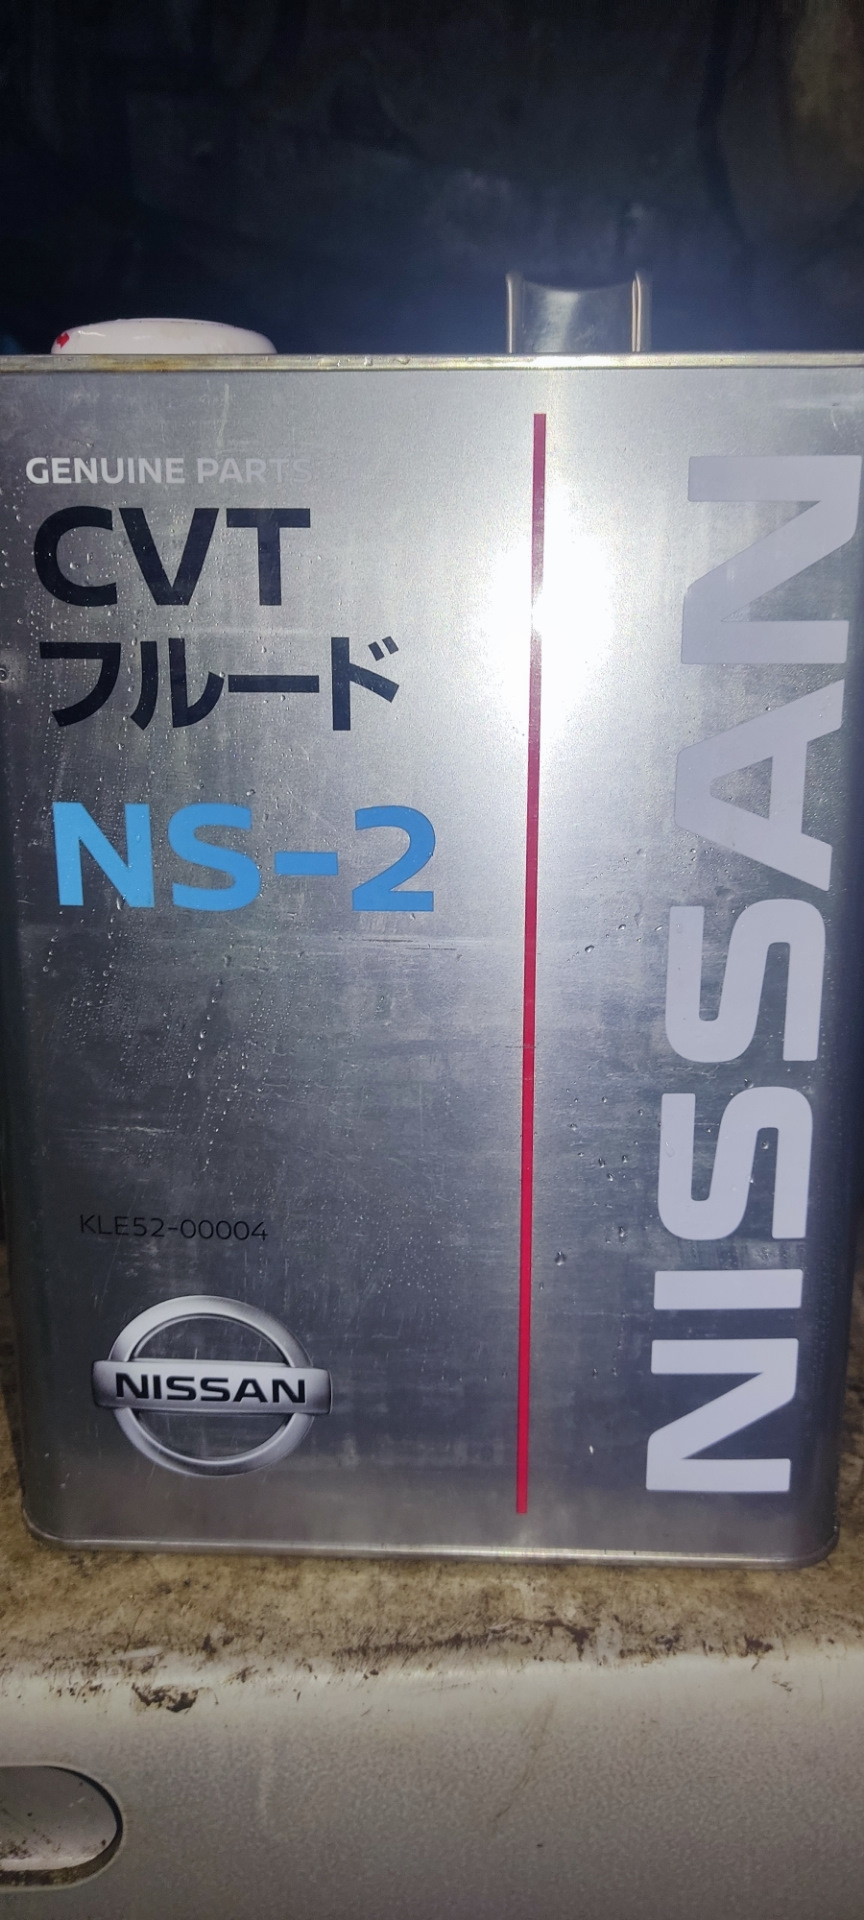 GENUINE PARTS
CVT
フルード
NS-2
KLE52-00004
NISSAN
NISSAN